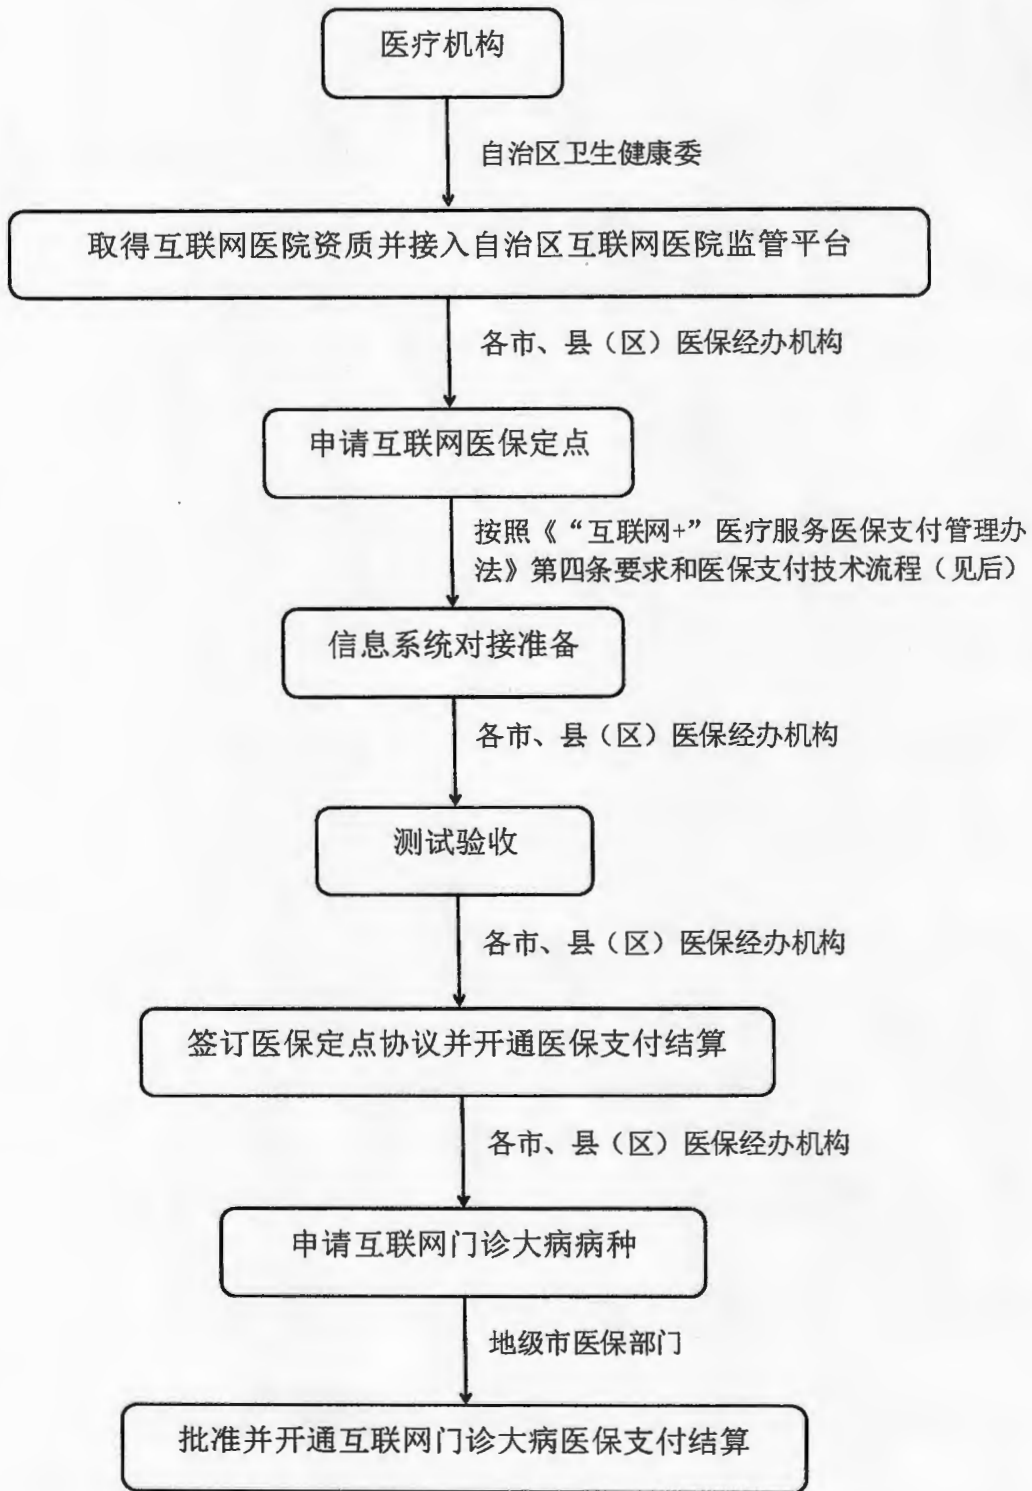 医疗机构
自治区卫生健康委
取得互联网医院资质并接入自治区互联网医院监管平台
各市、县（区）医保经办机构
申请互联网医保定点
按照《“互联网+”医疗服务医保支付管理办
法》第四条要求和医保支付技术流程（见后）
信息系统对接准备
各市、县（区）医保经办机构
测试验收
各市、县（区）医保经办机构
签订医保定点协议并开通医保支付结算
各市、县（区）医保经办机构
申请互联网门诊大病病种
地级市医保部门
批准并开通互联网门诊大病医保支付结算